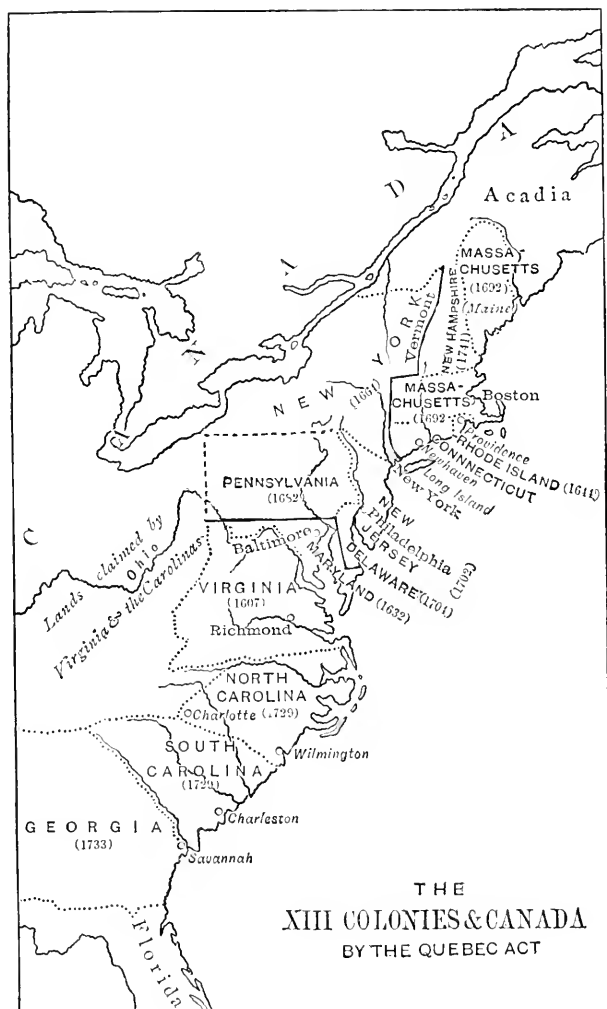 CANADA
Acadia
MASSA-
CHUSETTS
(1692)
(Maine)
NEW HAMPSHIRE
(1741)
Vermont
NEW YORK
(1664)
MASSA-
CHUSETTS
(1692
Boston
Providence
RHODE ISLAND (1644)
CONNNECTICUT
Newhaven
Long Island
New York
PENNSYLVANIA
(1682)
NEW
JERSEY
(1702)
Philadelphia
DELAWARE (1701)
MARYLAND (1632)
Baltimore
Lands claimed by
Virginia & the Carolinas
Ohio
VIRGINIA
(1607)
Richmond
NORTH
CAROLINA
(1729)
Charlotte
SOUTH
CAROLINA
(1729)
Wilmington
Charleston
GEORGIA
(1733)
Savannah
Florida
THE
XIII COLONIES & CANADA
BY THE QUEBEC ACT